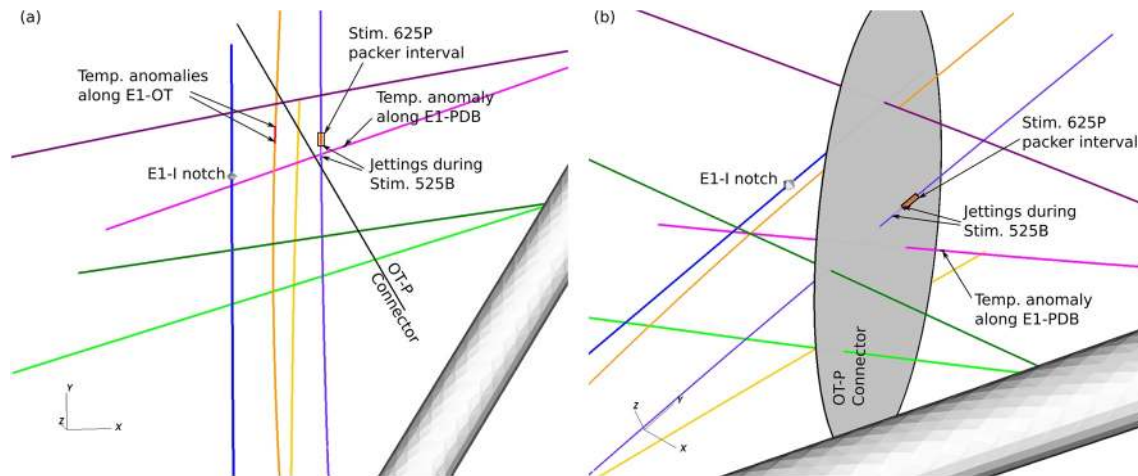 (a)
Stim. 625P
packer interval
Temp. anomalies
along E1-OT
Temp. anomaly
along E1-PDB
E1-I notch
Jettings during
Stim. 525B
OT-P
Connector
Y
Z
X
(b)
Stim. 625P
packer interval
E1-I notch
Jettings during
Stim. 525B
Temp. anomaly
along E1-PDB
OT-P
Connector
Z
Y
X